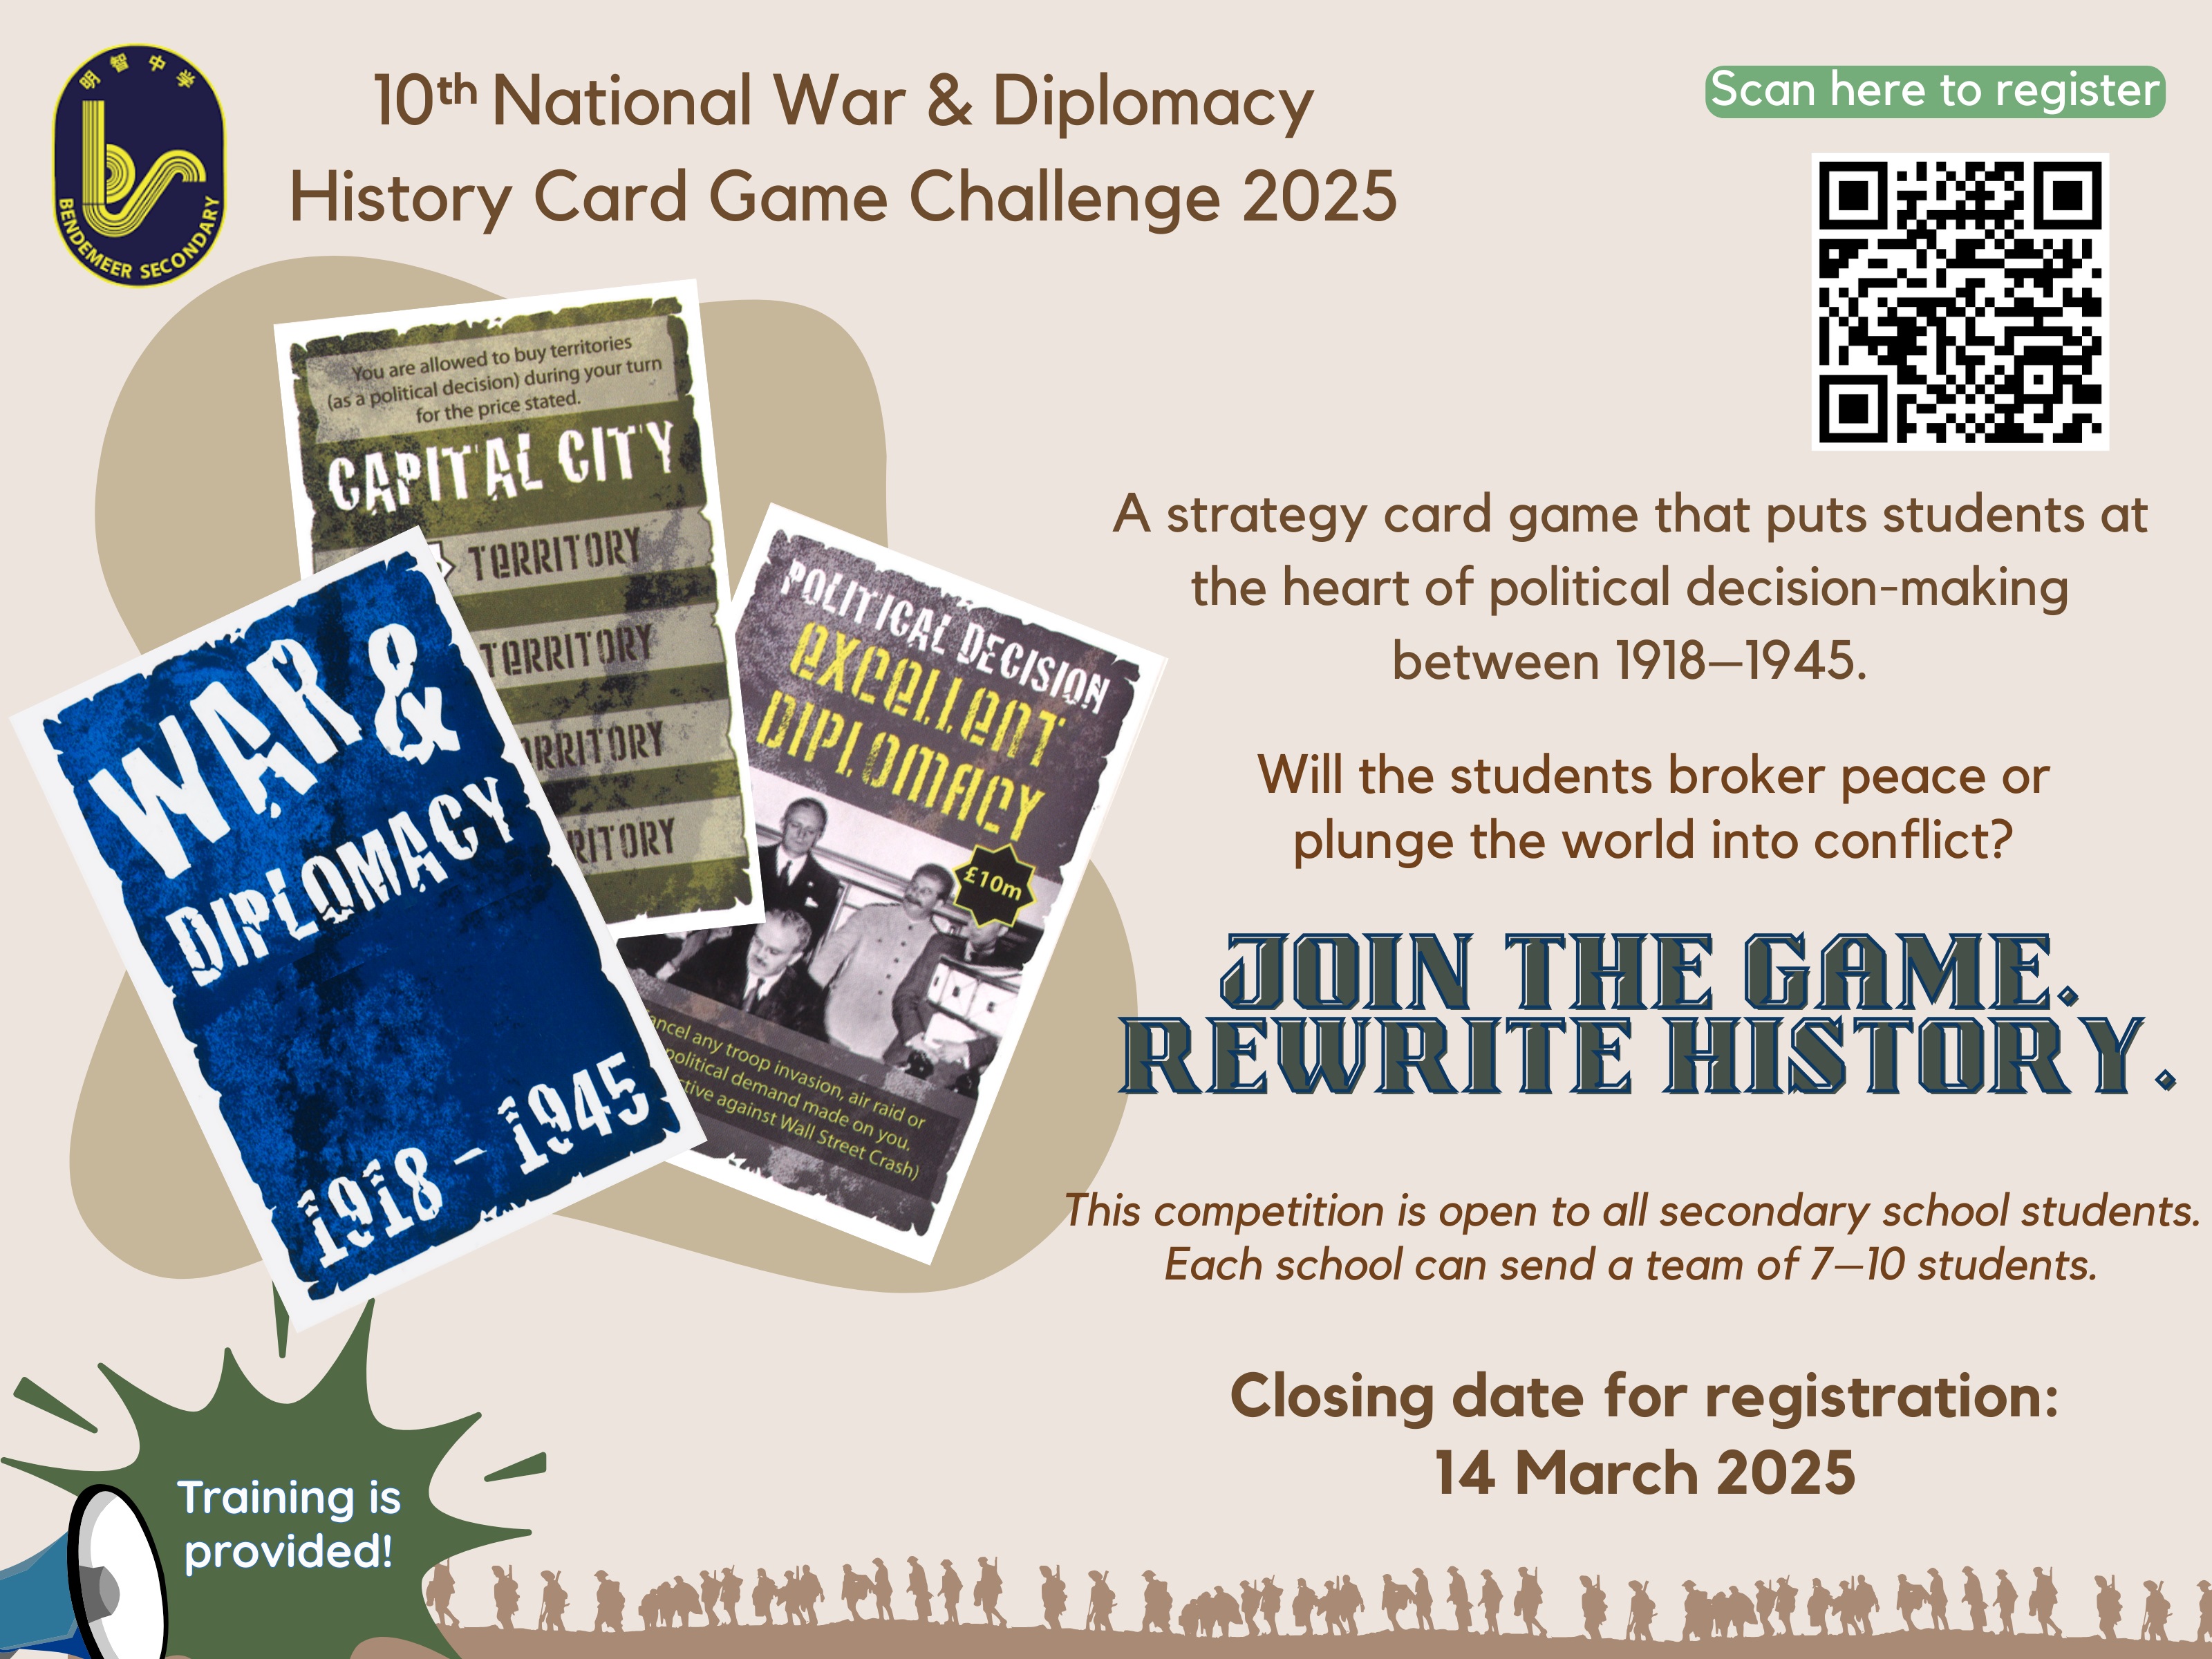 明智中学
BENDEMEER SECONDARY
10th National War & Diplomacy
History Card Game Challenge 2025
Scan here to register
You are allowed to buy territories
(as a political decision) during your turn
for the price stated.
CAPITAL CITY
TERRITORY
TERRITORY
RRITORY
RITORY
WAR &
DIPLOMACY
1918 – 1945
POLITICAL DECISION
EXCELLENT
DIPLOMACY
£10m
ancel any troop invasion, air raid or
political demand made on you.
ctive against Wall Street Crash)
A strategy card game that puts students at
the heart of political decision-making
between 1918—1945.
Will the students broker peace or
plunge the world into conflict?
JOIN THE GAME.
REWRITE HISTORY.
This competition is open to all secondary school students.
Each school can send a team of 7—10 students.
Closing date for registration:
14 March 2025
Training is
provided!